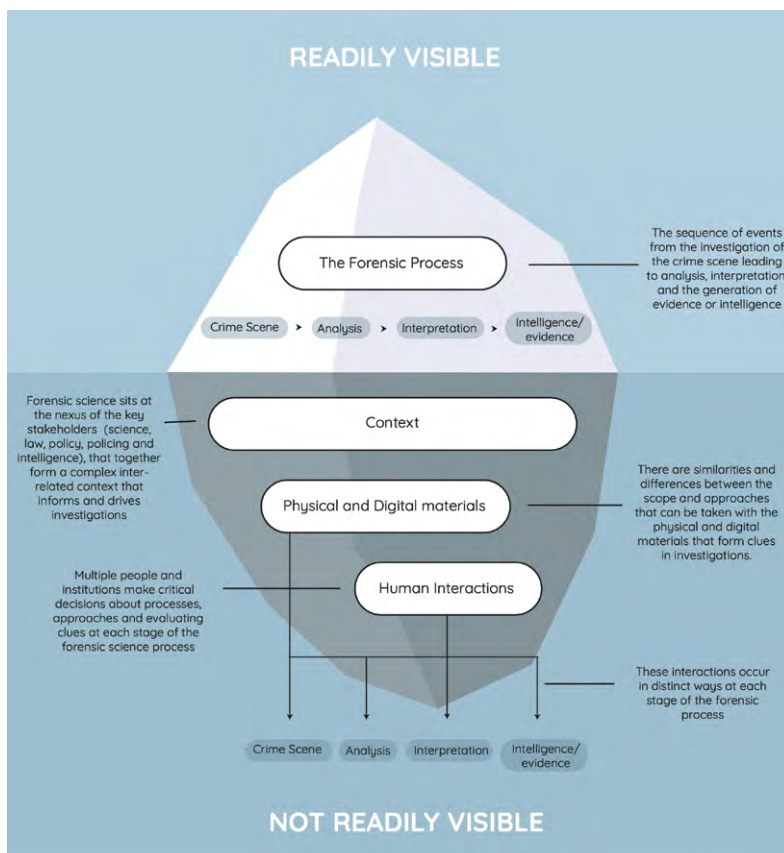 READILY VISIBLE
The Forensic Process
The sequence of events
from the investigation of
the crime scene leading
to analysis, interpretation
and the generation of
evidence or intelligence
Crime Scene > Analysis > Interpretation > Intelligence/
evidence
Context
Forensic science sits at
the nexus of the key
stakeholders (science,
law, policy, policing and
intelligence), that together
form a complex inter-
related context that
informs and drives
investigations
Physical and Digital materials
There are similarities and
differences between the
scope and approaches
that can be taken with the
physical and digital
materials that form clues
in investigations.
Human Interactions
Multiple people and
institutions make critical
decisions about processes,
approaches and evaluating
clues at each stage of the
forensic science process
These interactions occur
in distinct ways at each
stage of the forensic
process
Crime Scene
Analysis
Interpretation
Intelligence/
evidence
NOT READILY VISIBLE